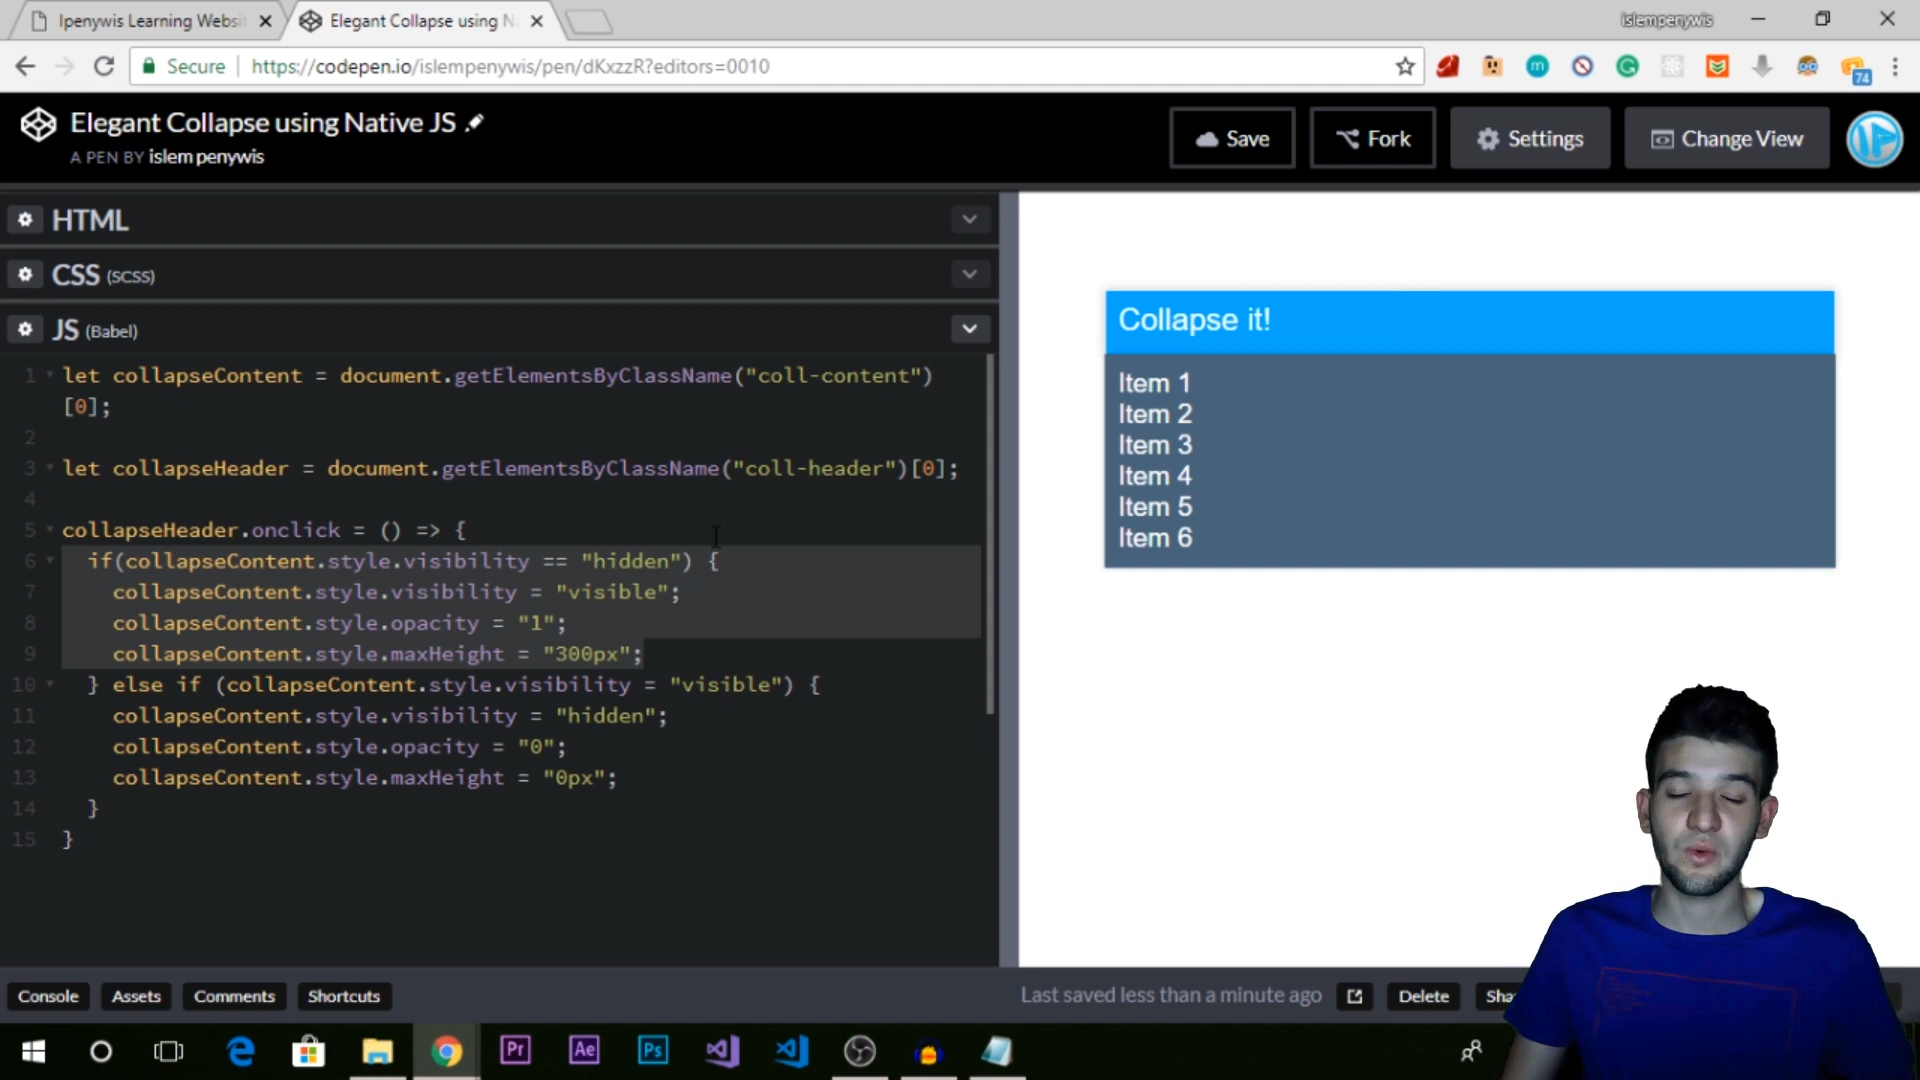 Ipenywis Learning Websit
Elegant Collapse using N
islempenywis
Secure
https://codepen.io/islempenywis/pen/dKxzzR?editors=0010
74
Elegant Collapse using Native JS
A PEN BY islem penywis
Save
Fork
Settings
Change View
HTML
CSS (SCSS)
JS (Babel)
1 let collapseContent = document.getElementsByClassName("coll-content")
[0];
2
3 let collapseHeader = document.getElementsByClassName("coll-header")[0];
4
5 collapseHeader.onclick = () => {
6 if(collapseContent.style.visibility == "hidden") {
7 collapseContent.style.visibility = "visible";
8 collapseContent.style.opacity = "1";
9 collapseContent.style.maxHeight = "300px";
10 } else if (collapseContent.style.visibility = "visible") {
11 collapseContent.style.visibility = "hidden";
12 collapseContent.style.opacity = "0";
13 collapseContent.style.maxHeight = "0px";
14 }
15 }
Collapse it!
Item 1
Item 2
Item 3
Item 4
Item 5
Item 6
Console
Assets
Comments
Shortcuts
Last saved less than a minute ago
Delete
Sha
Pr
Ae
Ps